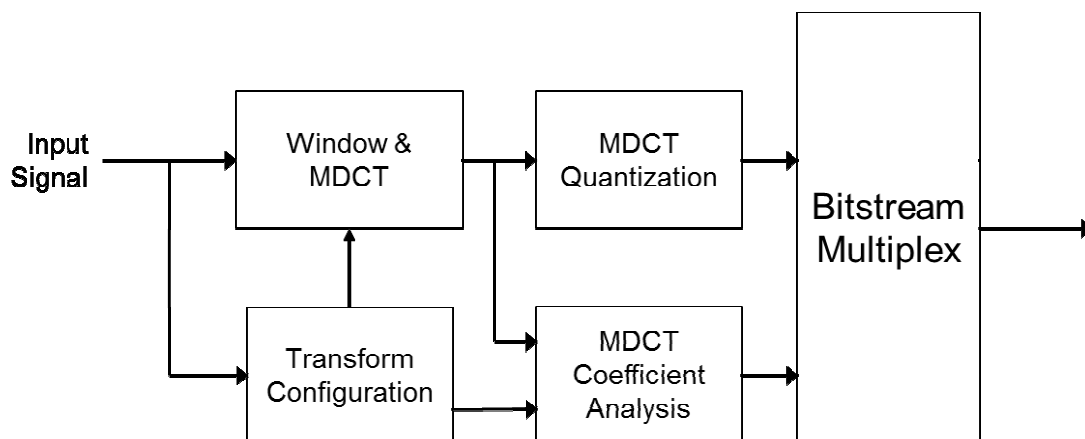 Input
Signal
Window &
MDCT
MDCT
Quantization
Bitstream
Multiplex
Transform
Configuration
MDCT
Coefficient
Analysis